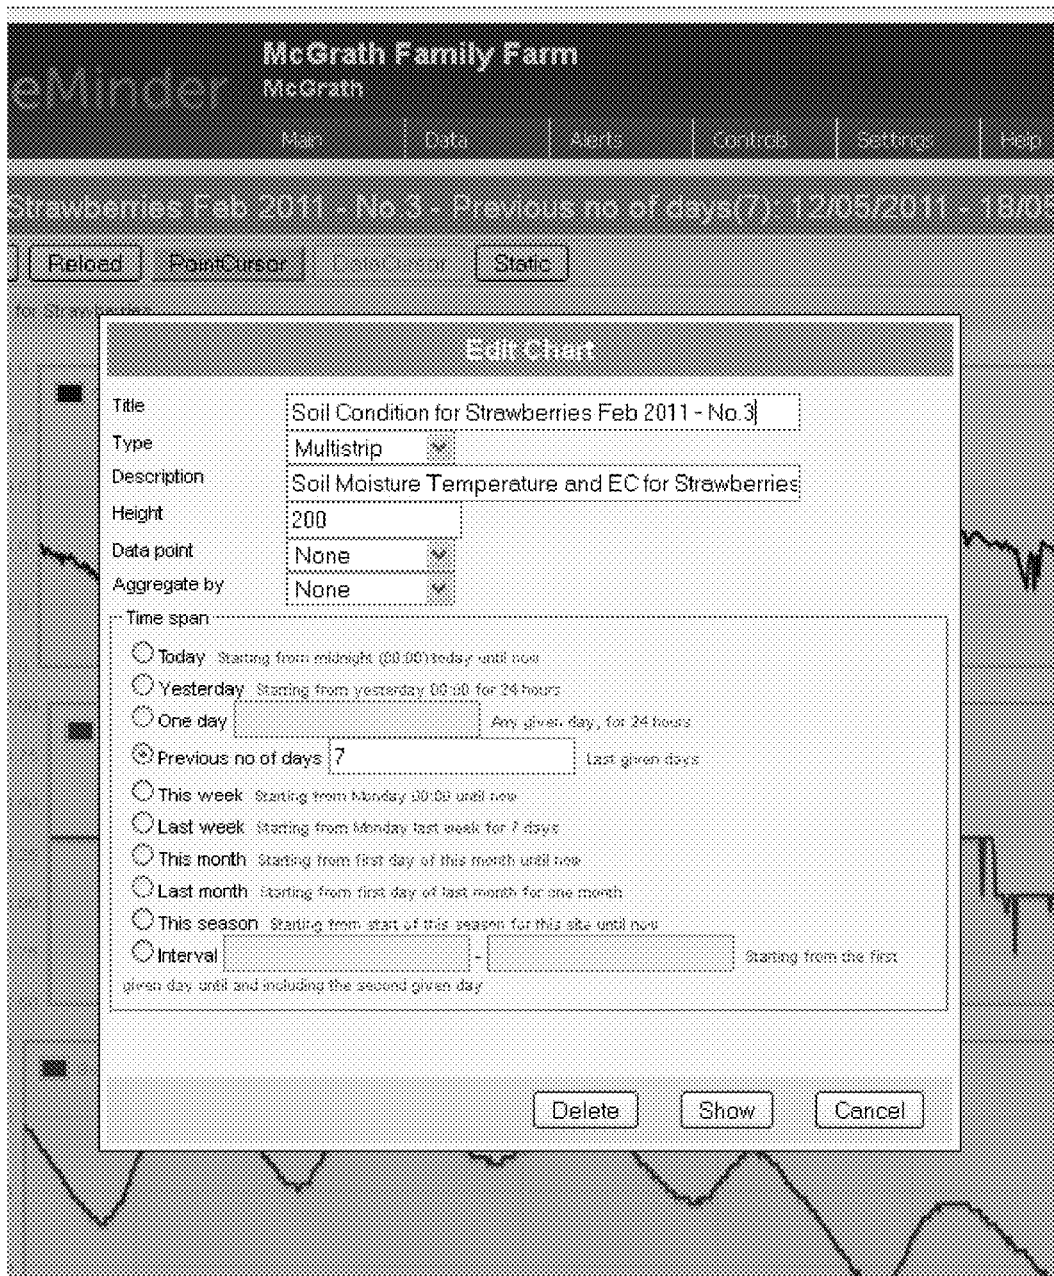 McGrath Family Farm
eMinder
McGrath
Main Data Alerts Controls Settings Help
Strawberries Feb 2011 - No.3 - Previous no of days(7): 12/05/2011 - 18/05
Reload PointCursor DateCursor Static
for Strawberries
Edit Chart
Title Soil Condition for Strawberries Feb 2011 - No.3
Type Multistrip
Description Soil Moisture Temperature and EC for Strawberries
Height 200
Data point None
Aggregate by None
Time span
Today Starting from midnight (00:00) today until now
Yesterday Starting from yesterday 00:00 for 24 hours
One day Any given day, for 24 hours
Previous no of days 7 Last given days
This week Starting from Monday 00:00 until now
Last week Starting from Monday last week for 7 days
This month Starting from first day of this month until now
Last month Starting from first day of last month for one month
This season Starting from start of this season for this site until now
Interval - Starting from the first
given day until and including the second given day
Delete Show Cancel